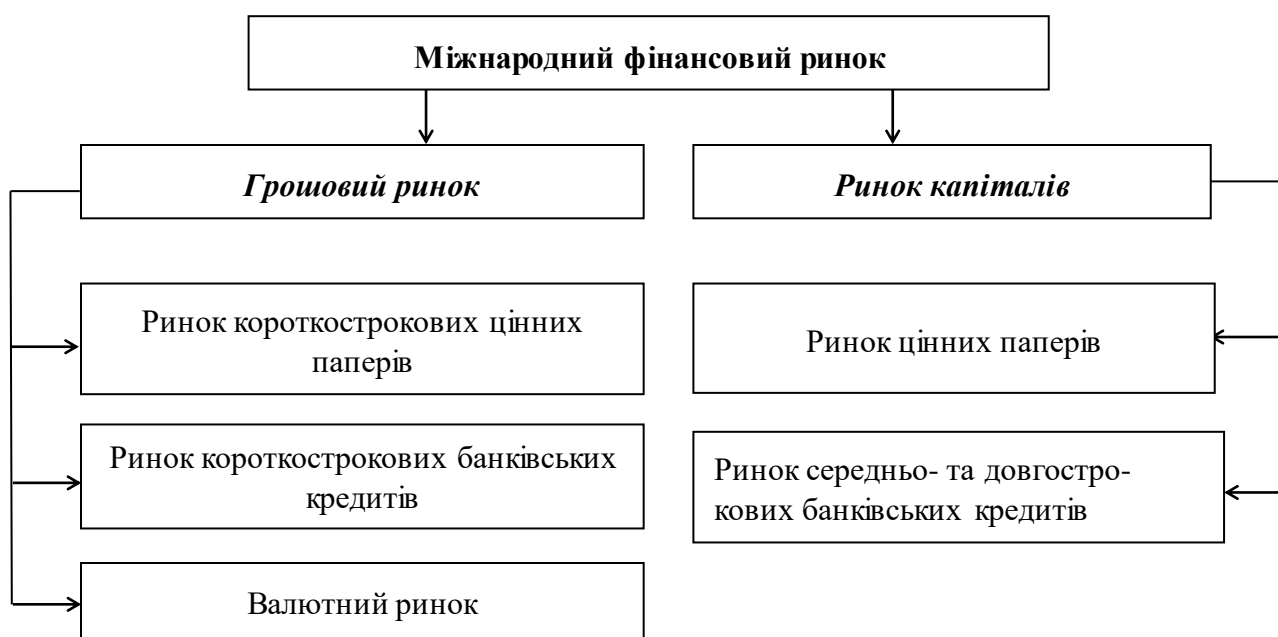 Міжнародний фінансовий ринок
Грошовий ринок
Ринок капіталів
Ринок короткострокових цінних
паперів
Ринок цінних паперів
Ринок короткострокових банківських
кредитів
Ринок середньо- та довгостро-
кових банківських кредитів
Валютний ринок